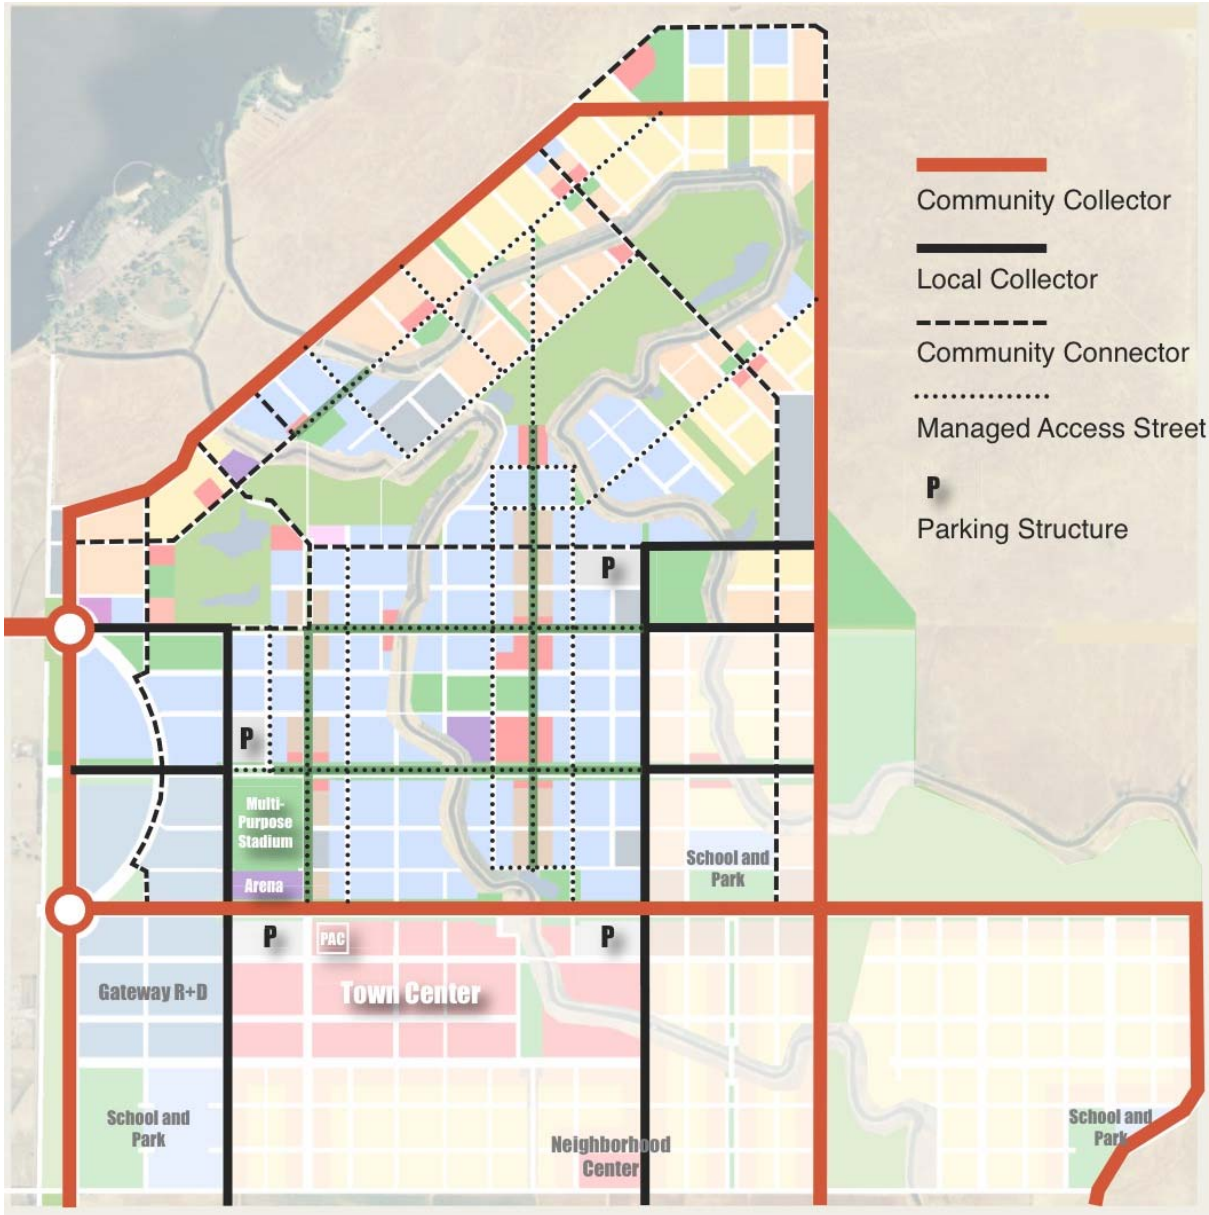 Community Collector
Local Collector
Community Connector
Managed Access Street
P
Parking Structure
P
P
Multi-
Purpose
Stadium
Arena
School and
Park
P
PAC
P
Gateway R+D
Town Center
School and
Park
Neighborhood
Center
School and
Park